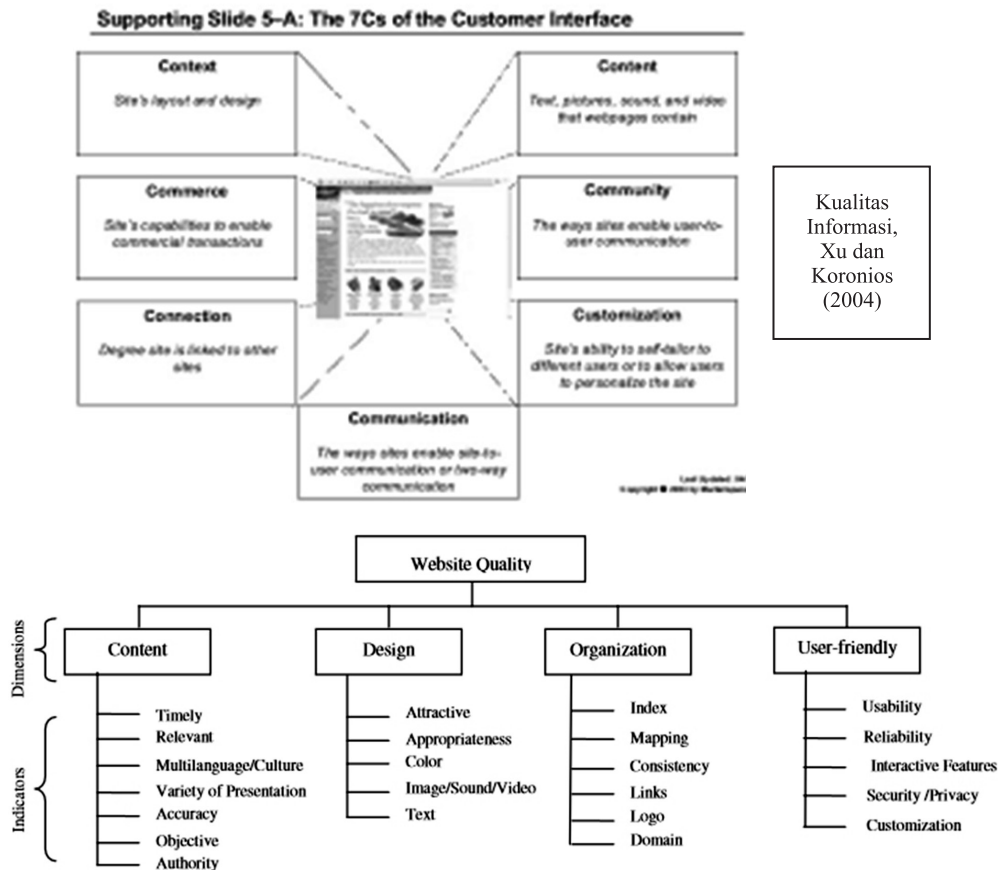 Supporting Slide 5–A: The 7Cs of the Customer Interface
Context
Site's layout and design
Content
Text, pictures, sound, and video
that webpages contain
Commerce
Site's capabilities to enable
commercial transactions
Community
The ways sites enable user-to-
user communication
Connection
Degree site is linked to other
sites
Customization
Site's ability to self-tailor to
different users or to allow users
to personalize the site
Communication
The ways sites enable site-to-
user communication or two-way
communication
Last Updated:
Copyright
Kualitas
Informasi,
Xu dan
Koronios
(2004)
Website Quality
Dimensions
Content
Design
Organization
User-friendly
Indicators
Timely
Relevant
Multilanguage/Culture
Variety of Presentation
Accuracy
Objective
Authority
Attractive
Appropriateness
Color
Image/Sound/Video
Text
Index
Mapping
Consistency
Links
Logo
Domain
Usability
Reliability
Interactive Features
Security /Privacy
Customization